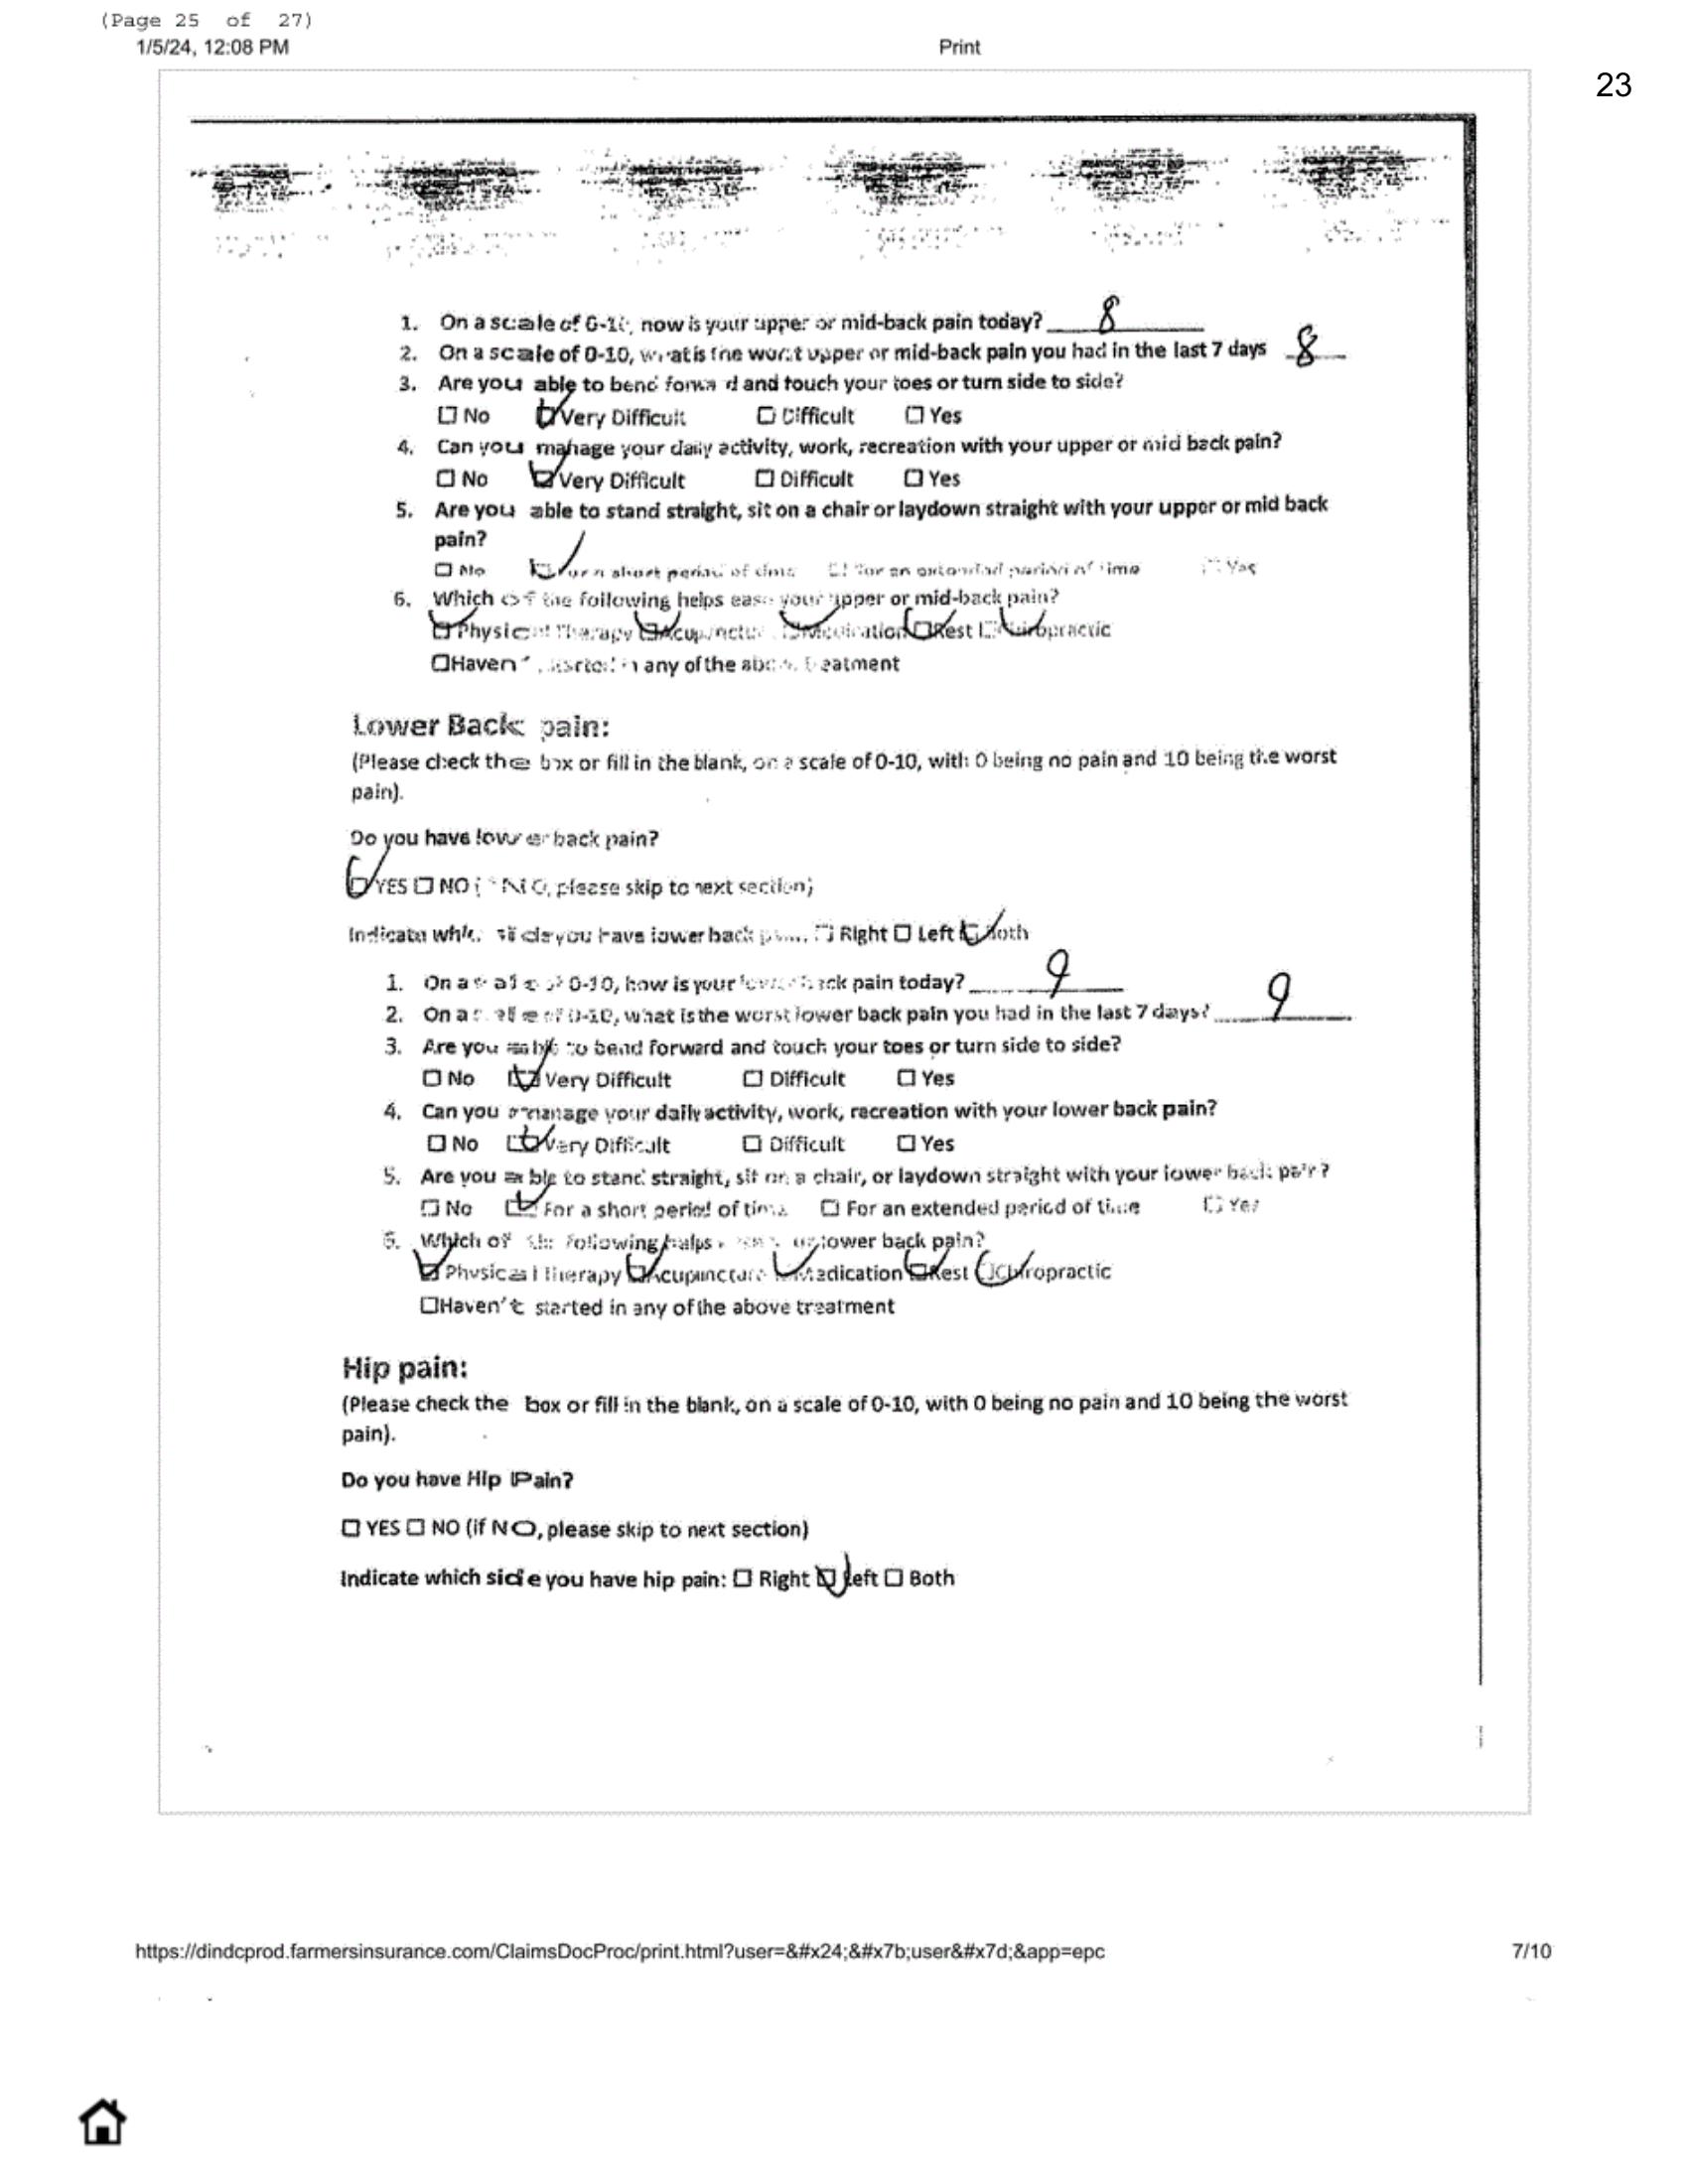 (Page 25 of 27)
1/5/24, 12:08 PM Print
23
1. On a scale of 0-10, how is your upper or mid-back pain today? 8
2. On a scale of 0-10, what is the worst upper or mid-back pain you had in the last 7 days 8
3. Are you able to bend forward and touch your toes or turn side to side?
☐ No ☑ Very Difficult ☐ Difficult ☐ Yes
4. Can you manage your daily activity, work, recreation with your upper or mid back pain?
☐ No ☑ Very Difficult ☐ Difficult ☐ Yes
5. Are you able to stand straight, sit on a chair or laydown straight with your upper or mid back
pain?
☐ No ☑ For a short period of time ☐ for an extended period of time ☐ Yes
6. Which of the following helps ease your upper or mid-back pain?
☑ Physical Therapy ☑ Acupuncture ☑ Medication ☑ Rest ☑ Chiropractic
☐ Haven't started in any of the above treatment
Lower Back pain:
(Please check the box or fill in the blank, on a scale of 0-10, with 0 being no pain and 10 being the worst
pain).
Do you have lower back pain?
☑ YES ☐ NO (if NO, please skip to next section)
Indicate which side you have lower back pain: ☐ Right ☐ Left ☑ Both
1. On a scale of 0-10, how is your lower back pain today? 9
2. On a scale of 0-10, what is the worst lower back pain you had in the last 7 days? 9
3. Are you able to bend forward and touch your toes or turn side to side?
☐ No ☑ Very Difficult ☐ Difficult ☐ Yes
4. Can you manage your daily activity, work, recreation with your lower back pain?
☐ No ☑ Very Difficult ☐ Difficult ☐ Yes
5. Are you able to stand straight, sit on a chair, or laydown straight with your lower back pain?
☐ No ☑ For a short period of time ☐ For an extended period of time ☐ Yes
6. Which of the following helps ease your lower back pain?
☑ Physical Therapy ☑ Acupuncture ☑ Medication ☑ Rest ☑ Chiropractic
☐ Haven't started in any of the above treatment
Hip pain:
(Please check the box or fill in the blank, on a scale of 0-10, with 0 being no pain and 10 being the worst
pain).
Do you have Hip Pain?
☐ YES ☐ NO (if NO, please skip to next section)
Indicate which side you have hip pain: ☐ Right ☑ Left ☐ Both
https://dindcprod.farmersinsurance.com/ClaimsDocProc/print.html?user=&#x24;&#x7b;user&#x7d;&app=epc 7/10